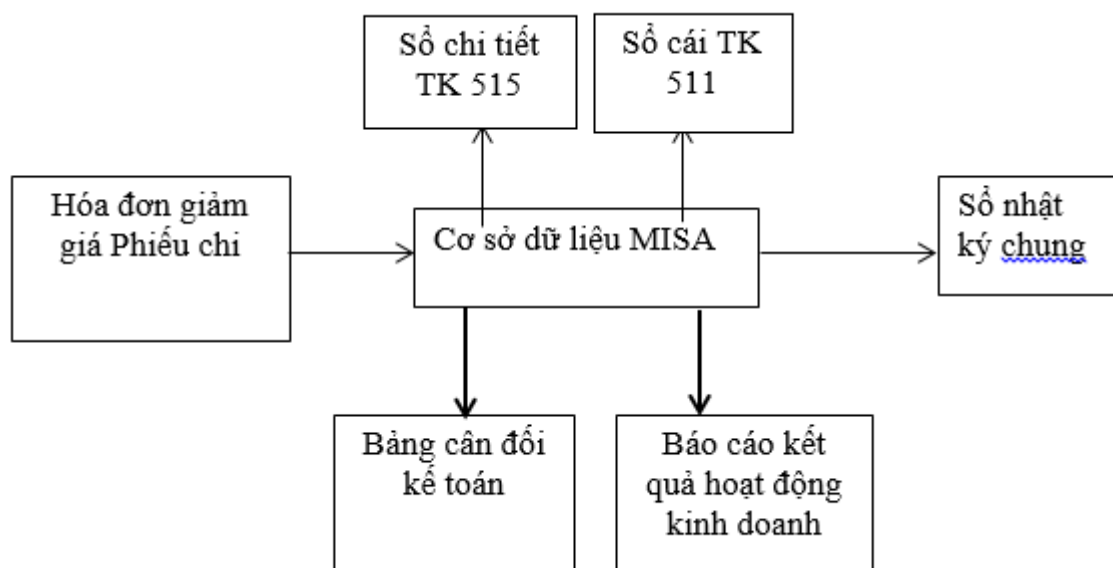 Sổ chi tiết
TK 515
Sổ cái TK
511
Hóa đơn giảm
giá Phiếu chi
Cơ sở dữ liệu MISA
Sổ nhật
ký chung
Bảng cân đối
kế toán
Báo cáo kết
quả hoạt động
kinh doanh